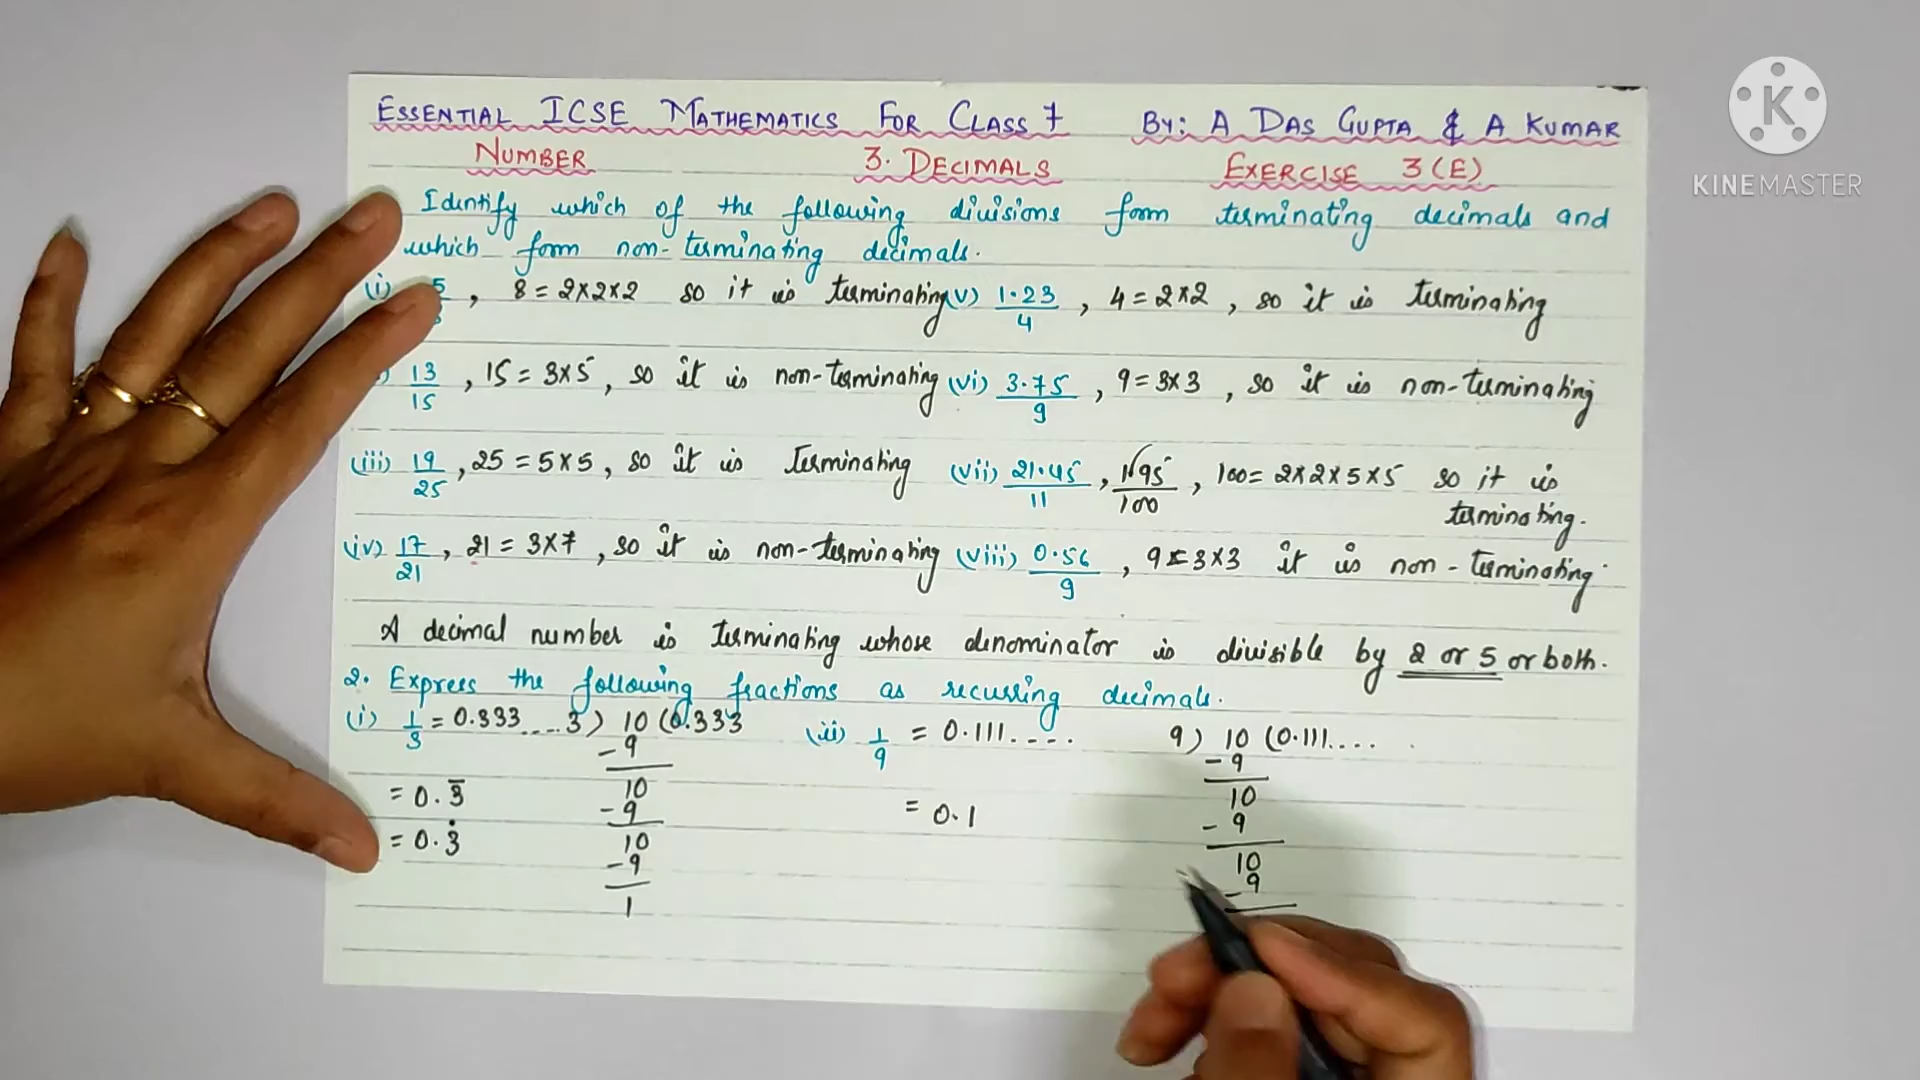 ESSENTIAL ICSE MATHEMATICS FOR CLASS 7 BY: A DAS GUPTA & A KUMAR
NUMBER 3. DECIMALS EXERCISE 3(E)
Identify which of the following divisions form terminating decimals and
which form non-terminating decimals.
(i) 5/8, 8 = 2×2×2 so it is terminating
(v) 1.23/4, 4 = 2×2, so it is terminating
13/15, 15 = 3×5, so it is non-terminating
(vi) 3.75/9, 9 = 3×3, so it is non-terminating
(iii) 19/25, 25 = 5×5, so it is terminating
(vii) 21.45/11, 195/100, 100 = 2×2×5×5 so it is
terminating.
(iv) 17/21, 21 = 3×7, so it is non-terminating
(viii) 0.56/9, 9 = 3×3 it is non-terminating
A decimal number is terminating whose denominator is divisible by 2 or 5 or both.
2. Express the following fractions as recurring decimals.
(i) 1/3 = 0.333....
3) 10 (0.333
-9
10
-9
10
-9
1
= 0.3̅
= 0.3̇
(ii) 1/9 = 0.111....
= 0.1
9) 10 (0.111....
-9
10
-9
10
- 9
KINEMASTER